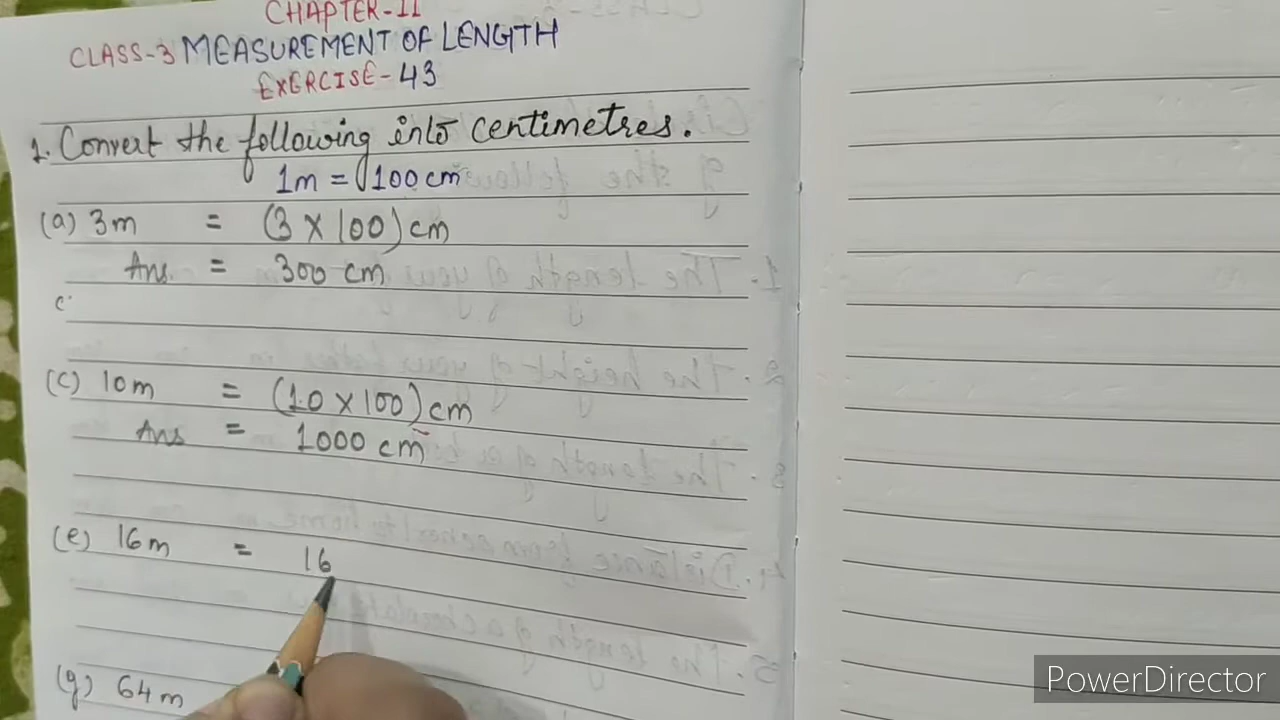 CHAPTER-11
CLASS-3 MEASUREMENT OF LENGTH
EXERCISE-43
1. Convert the following into centimetres.
1m = 100 cm
(a) 3m = (3 × 100) cm
Ans. = 300 cm
(c) 10m = (10 × 100) cm
Ans = 1000 cm
(e) 16m = 16
(g) 64m
PowerDirector